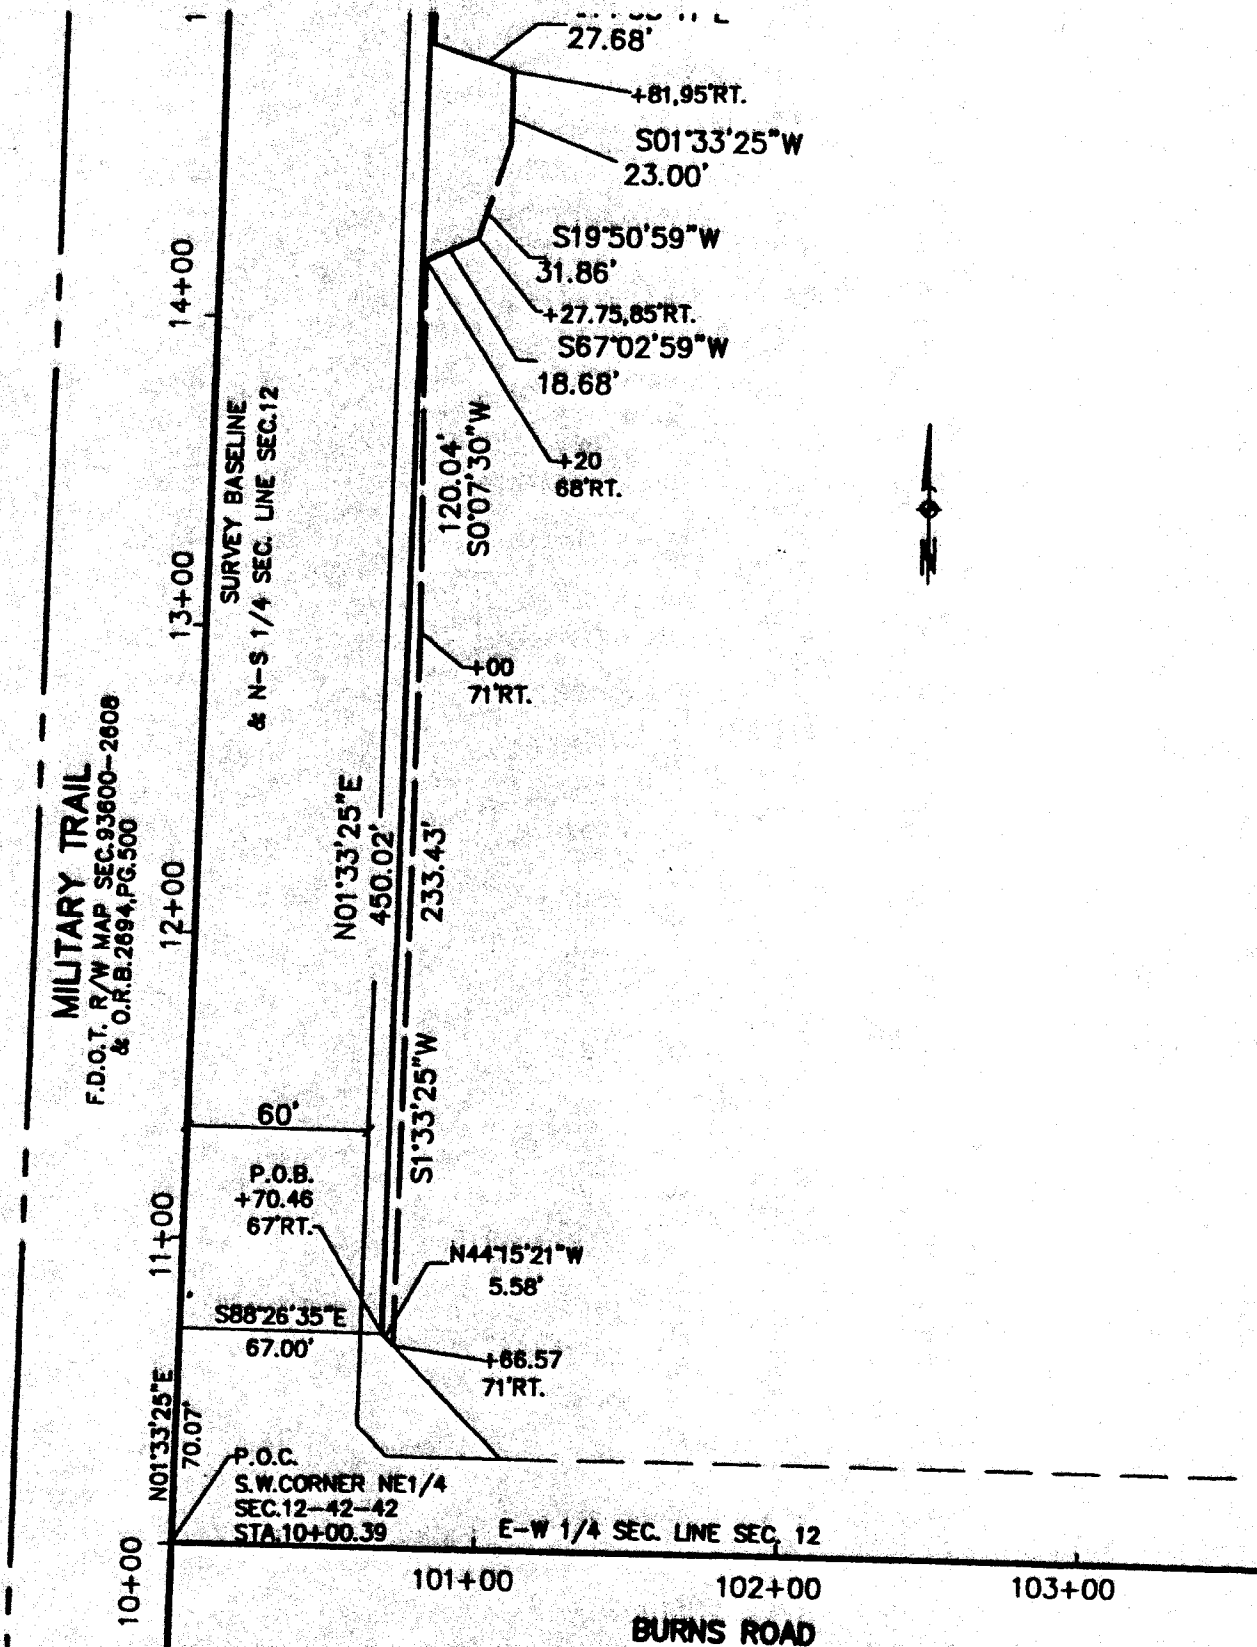 27.68'
+81,95'RT.
S01°33'25"W
23.00'
S19°50'59"W
31.86'
+27.75,85'RT.
S67°02'59"W
18.68'
14+00
SURVEY BASELINE
& N-S 1/4 SEC. LINE SEC.12
120.04'
S0°07'30"W
+20
68'RT.
N
13+00
+00
71'RT.
MILITARY TRAIL
F.D.O.T. R/W MAP SEC.93600-2608
& O.R.B.2694,PG.500
12+00
N01°33'25"E
450.02'
233.43'
S1°33'25"W
60'
P.O.B.
+70.46
67'RT.
11+00
N44°15'21"W
5.58'
S88°26'35"E
67.00'
+66.57
71'RT.
N01°33'25"E
70.07'
P.O.C.
S.W.CORNER NE1/4
SEC.12-42-42
STA.10+00.39
E-W 1/4 SEC. LINE SEC. 12
10+00
101+00
102+00
103+00
BURNS ROAD